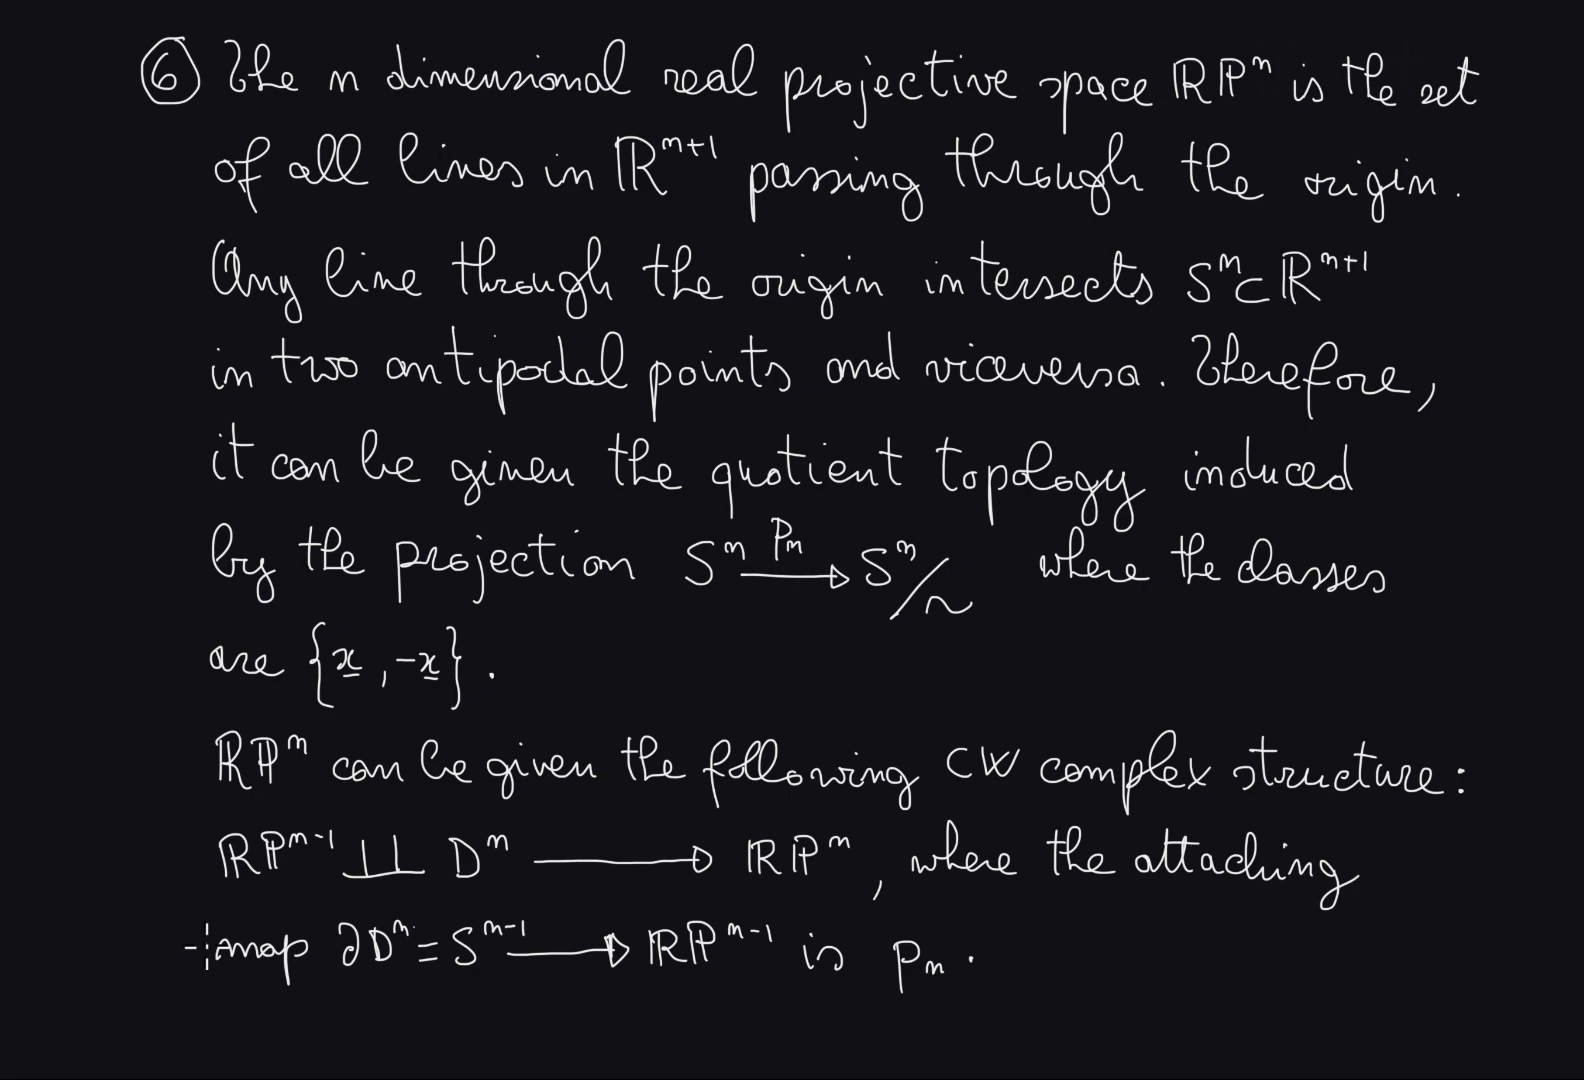 ⑥ The n dimensional real projective space ℝℙⁿ is the set
of all lines in ℝⁿ⁺¹ passing through the origin.
Any line through the origin intersects Sⁿ⊂ℝⁿ⁺¹
in two antipodal points and viceversa. Therefore,
it can be given the quotient topology induced
by the projection Sⁿ —pₙ→ Sⁿ/~ where the classes
are {x, -x}.
ℝℙⁿ can be given the following CW complex structure:
ℝℙⁿ⁻¹ ⊥⊥ Dⁿ ⟶ ℝℙⁿ, where the attaching
map ∂Dⁿ = Sⁿ⁻¹ ⟶ ℝℙⁿ⁻¹ is pₙ.